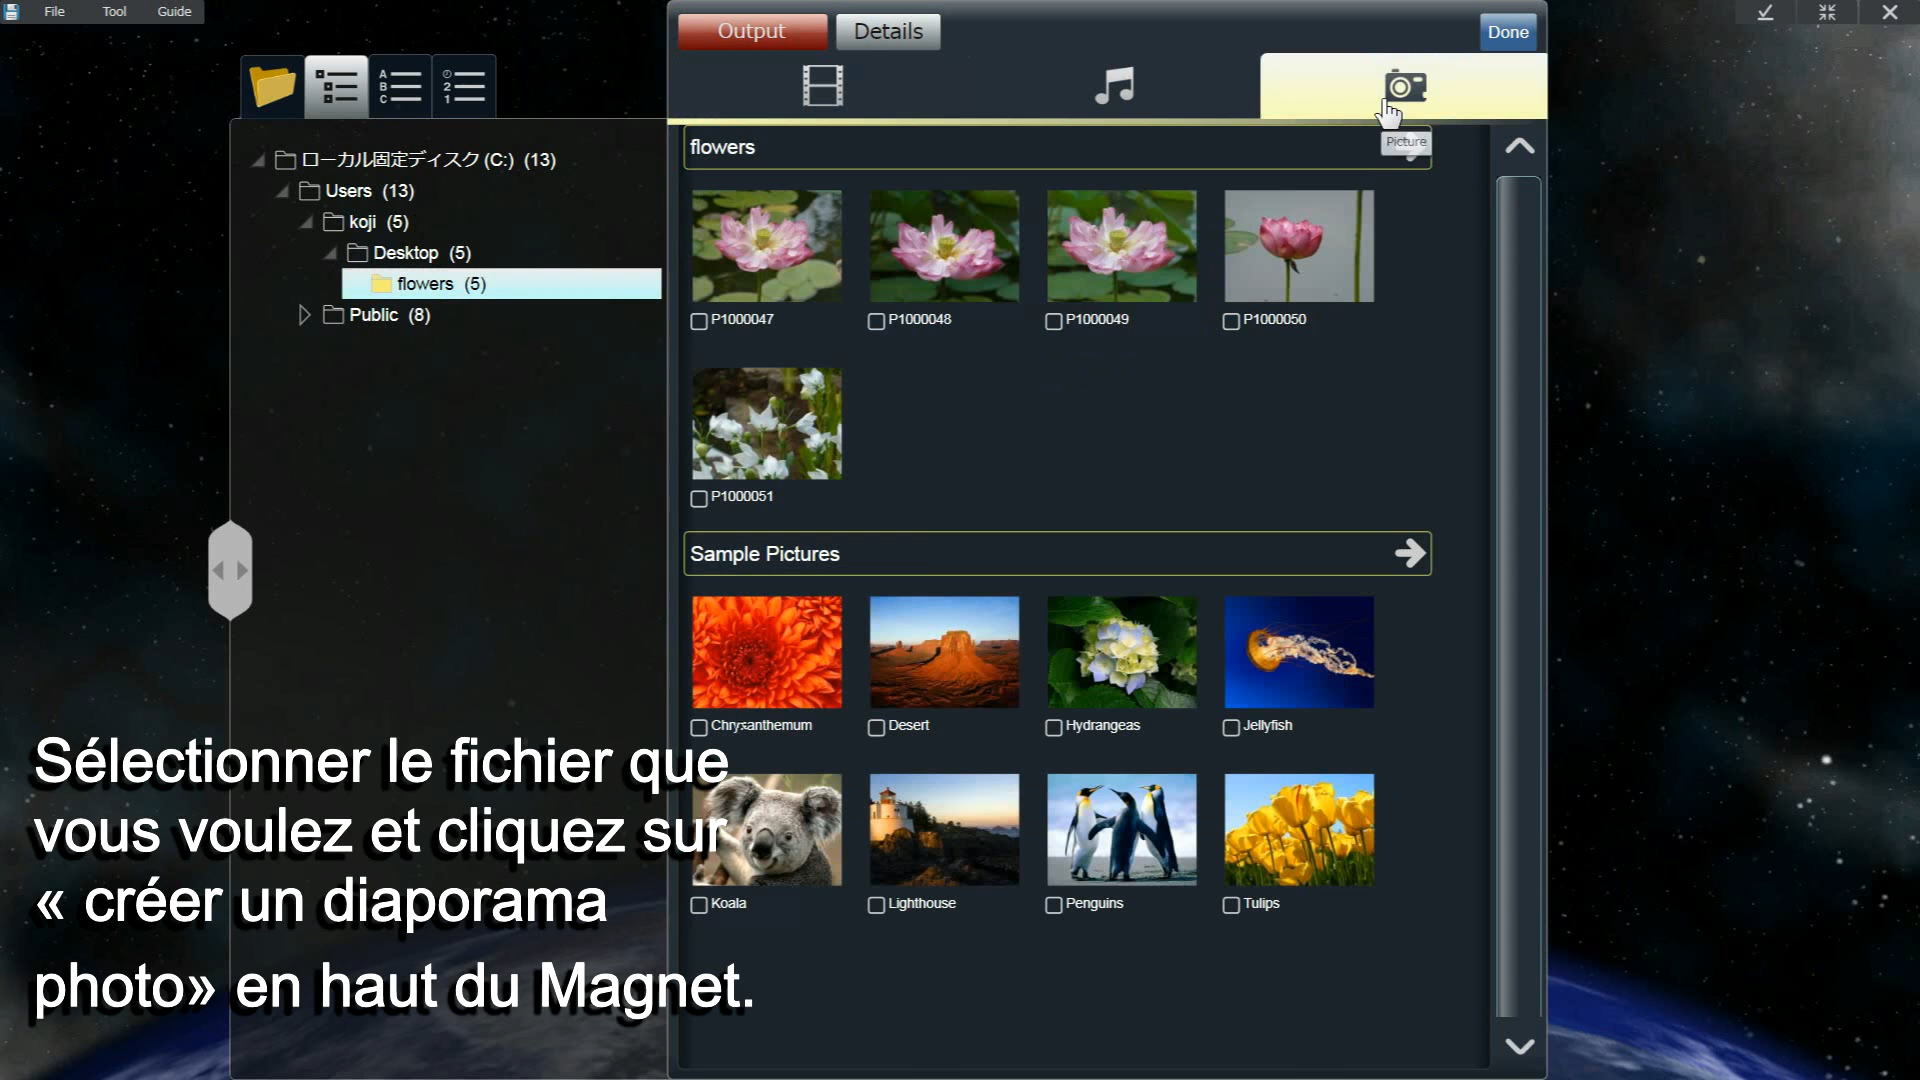 File Tool Guide
Output Details Done
A
B
C
2
1
Picture
ローカル固定ディスク (C:) (13)
Users (13)
koji (5)
Desktop (5)
flowers (5)
Public (8)
flowers
P1000047 P1000048 P1000049 P1000050
P1000051
Sample Pictures
Chrysanthemum Desert Hydrangeas Jellyfish
Koala Lighthouse Penguins Tulips
Sélectionner le fichier que
vous voulez et cliquez sur
« créer un diaporama
photo» en haut du Magnet.